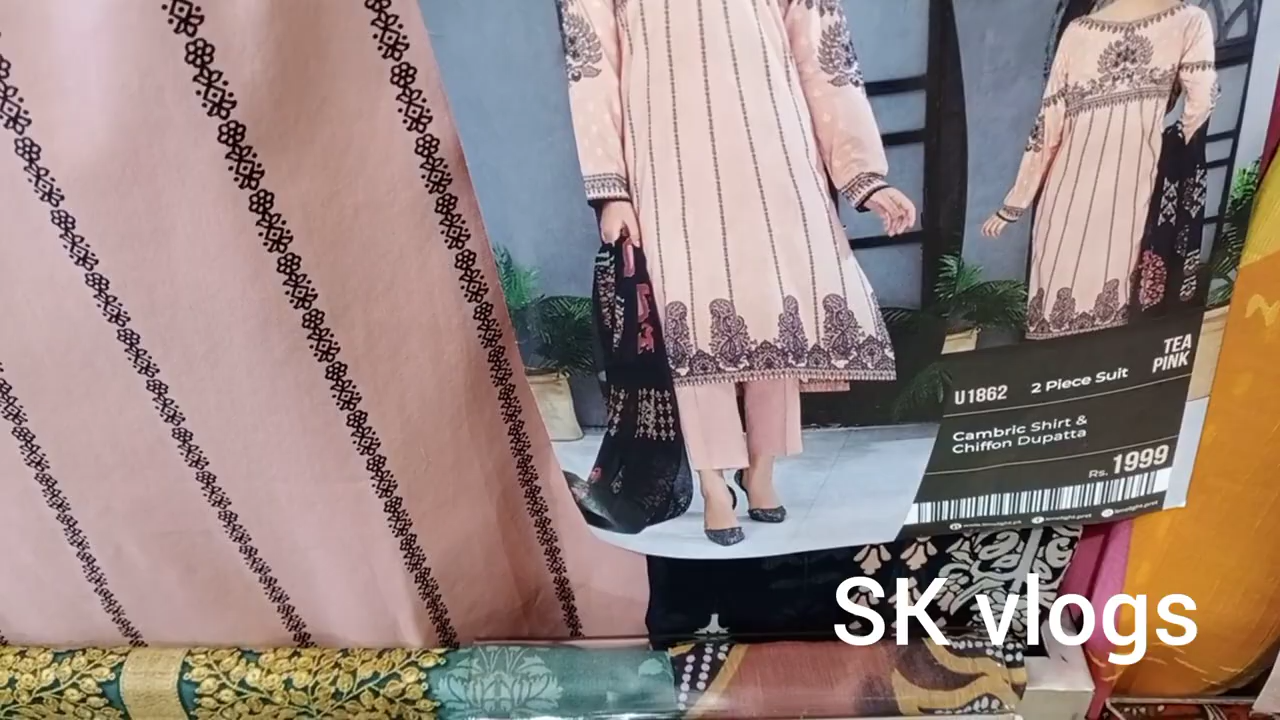 TEA
PINK
U1862 2 Piece Suit
Cambric Shirt &
Chiffon Dupatta
Rs. 1999
SK vlogs